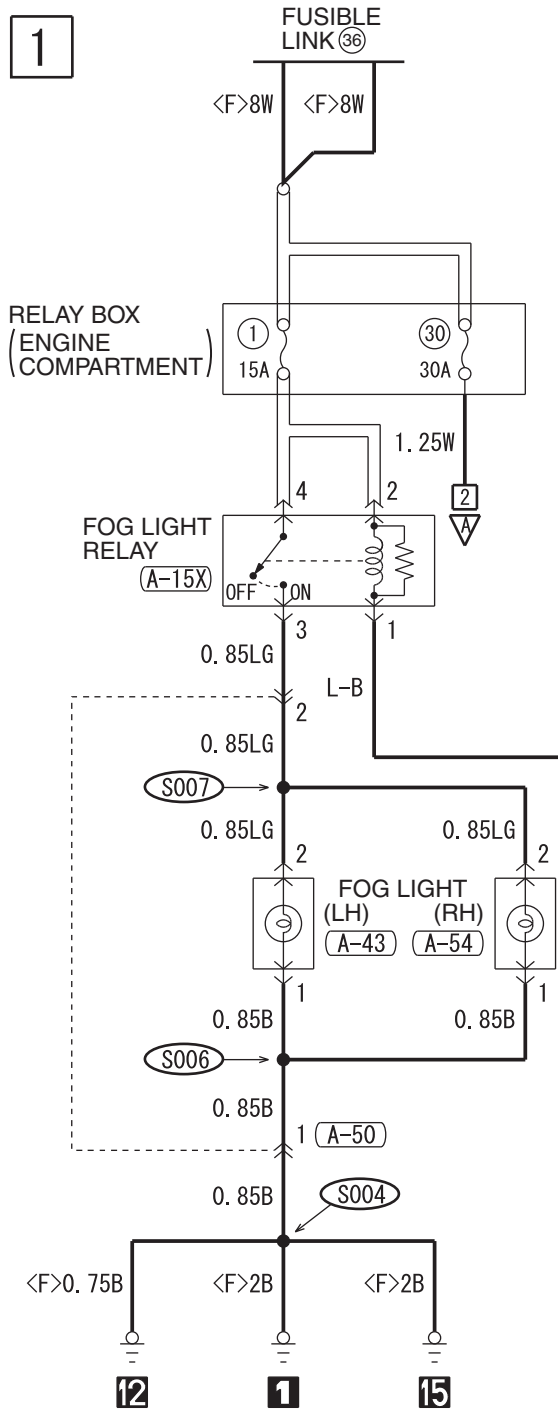 1
FUSIBLE
LINK 36
<F>8W <F>8W
RELAY BOX
(ENGINE
COMPARTMENT)
1 30
15A 30A
1. 25W
2
A
4 2
FOG LIGHT
RELAY
A-15X
OFF ON
3 1
0. 85LG
L-B
2
0. 85LG
S007
0. 85LG 0. 85LG
2 2
FOG LIGHT
(LH) (RH)
A-43 A-54
1 1
0. 85B 0. 85B
S006
0. 85B
1 A-50
0. 85B S004
<F>0. 75B <F>2B <F>2B
12 1 15